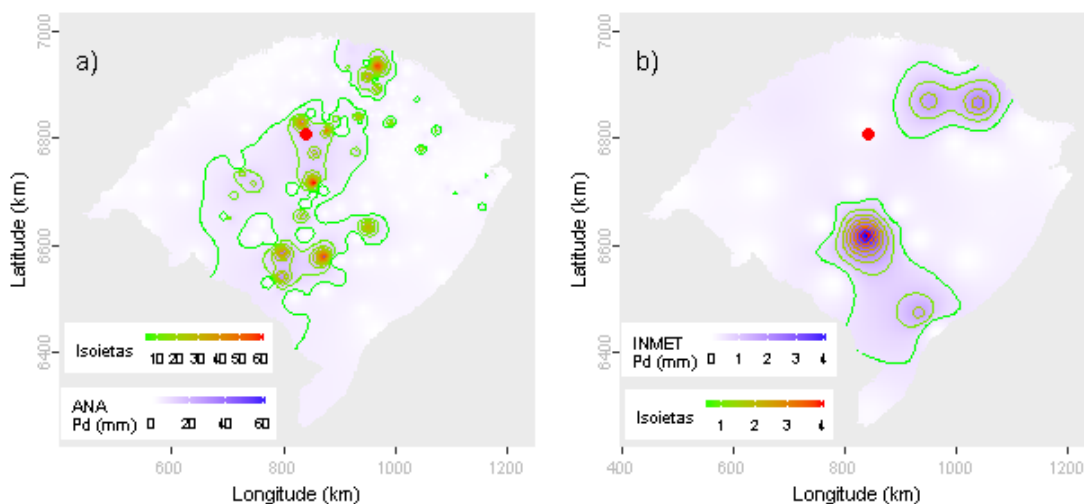 a)
7000
6800
6600
6400
Latitude (km)
Isoietas
10 20 30 40 50 60
ANA
Pd (mm) 0 20 40 60
600 800 1000 1200
Longitude (km)
b)
7000
6800
6600
6400
Latitude (km)
INMET
Pd (mm) 0 1 2 3 4
Isoietas
1 2 3 4
400 600 800 1000 1200
Longitude (km)